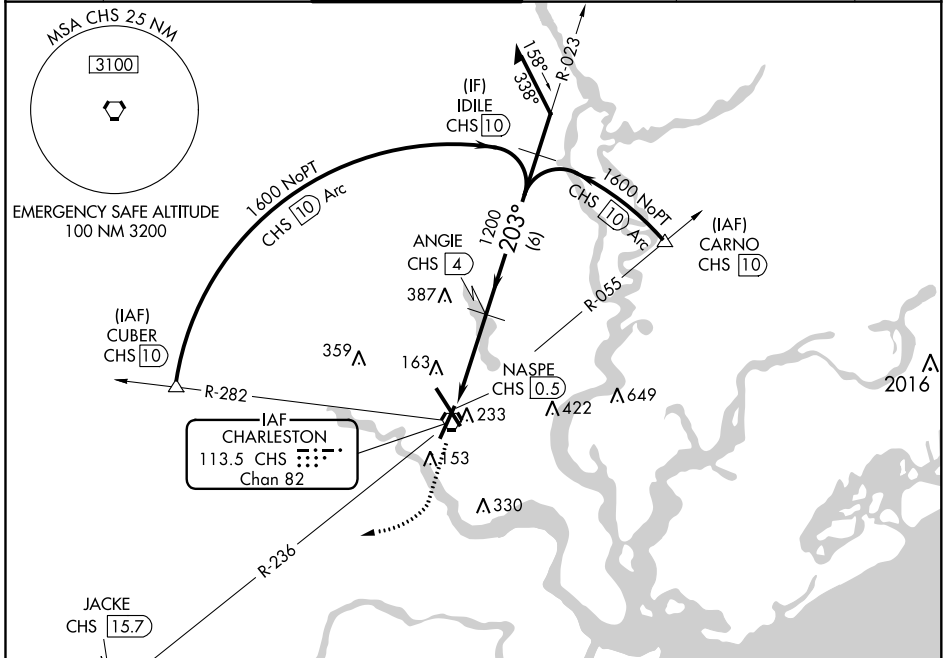 MSA CHS 25 NM
3100
EMERGENCY SAFE ALTITUDE
100 NM 3200
R-023
158°
338°
(IF)
IDILE
CHS 10
1600 NoPT
CHS 10 Arc
1600 NoPT
CHS 10 Arc
(IAF)
CARNO
CHS 10
1200
203°
(6)
ANGIE
CHS 4
387
R-055
(IAF)
CUBER
CHS 10
359
163
NASPE
CHS 0.5
R-282
233
422
649
2016
IAF
CHARLESTON
113.5 CHS
Chan 82
153
330
R-236
JACKE
CHS 15.7